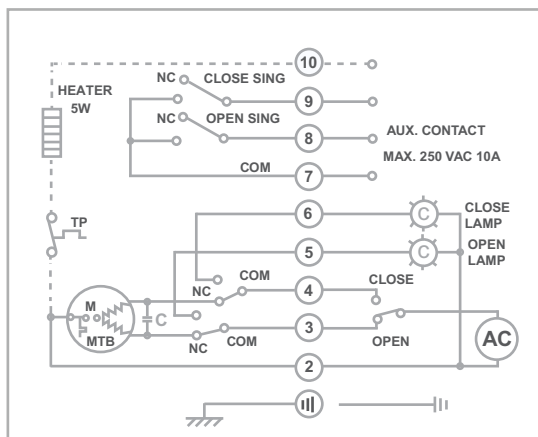 10
HEATER
5W
NC
CLOSE SING
9
NC
OPEN SING
8
AUX. CONTACT
MAX. 250 VAC 10A
COM
7
6
C
CLOSE
LAMP
TP
5
C
OPEN
LAMP
COM
4
CLOSE
NC
M
MTB
C
3
NC
COM
OPEN
AC
2